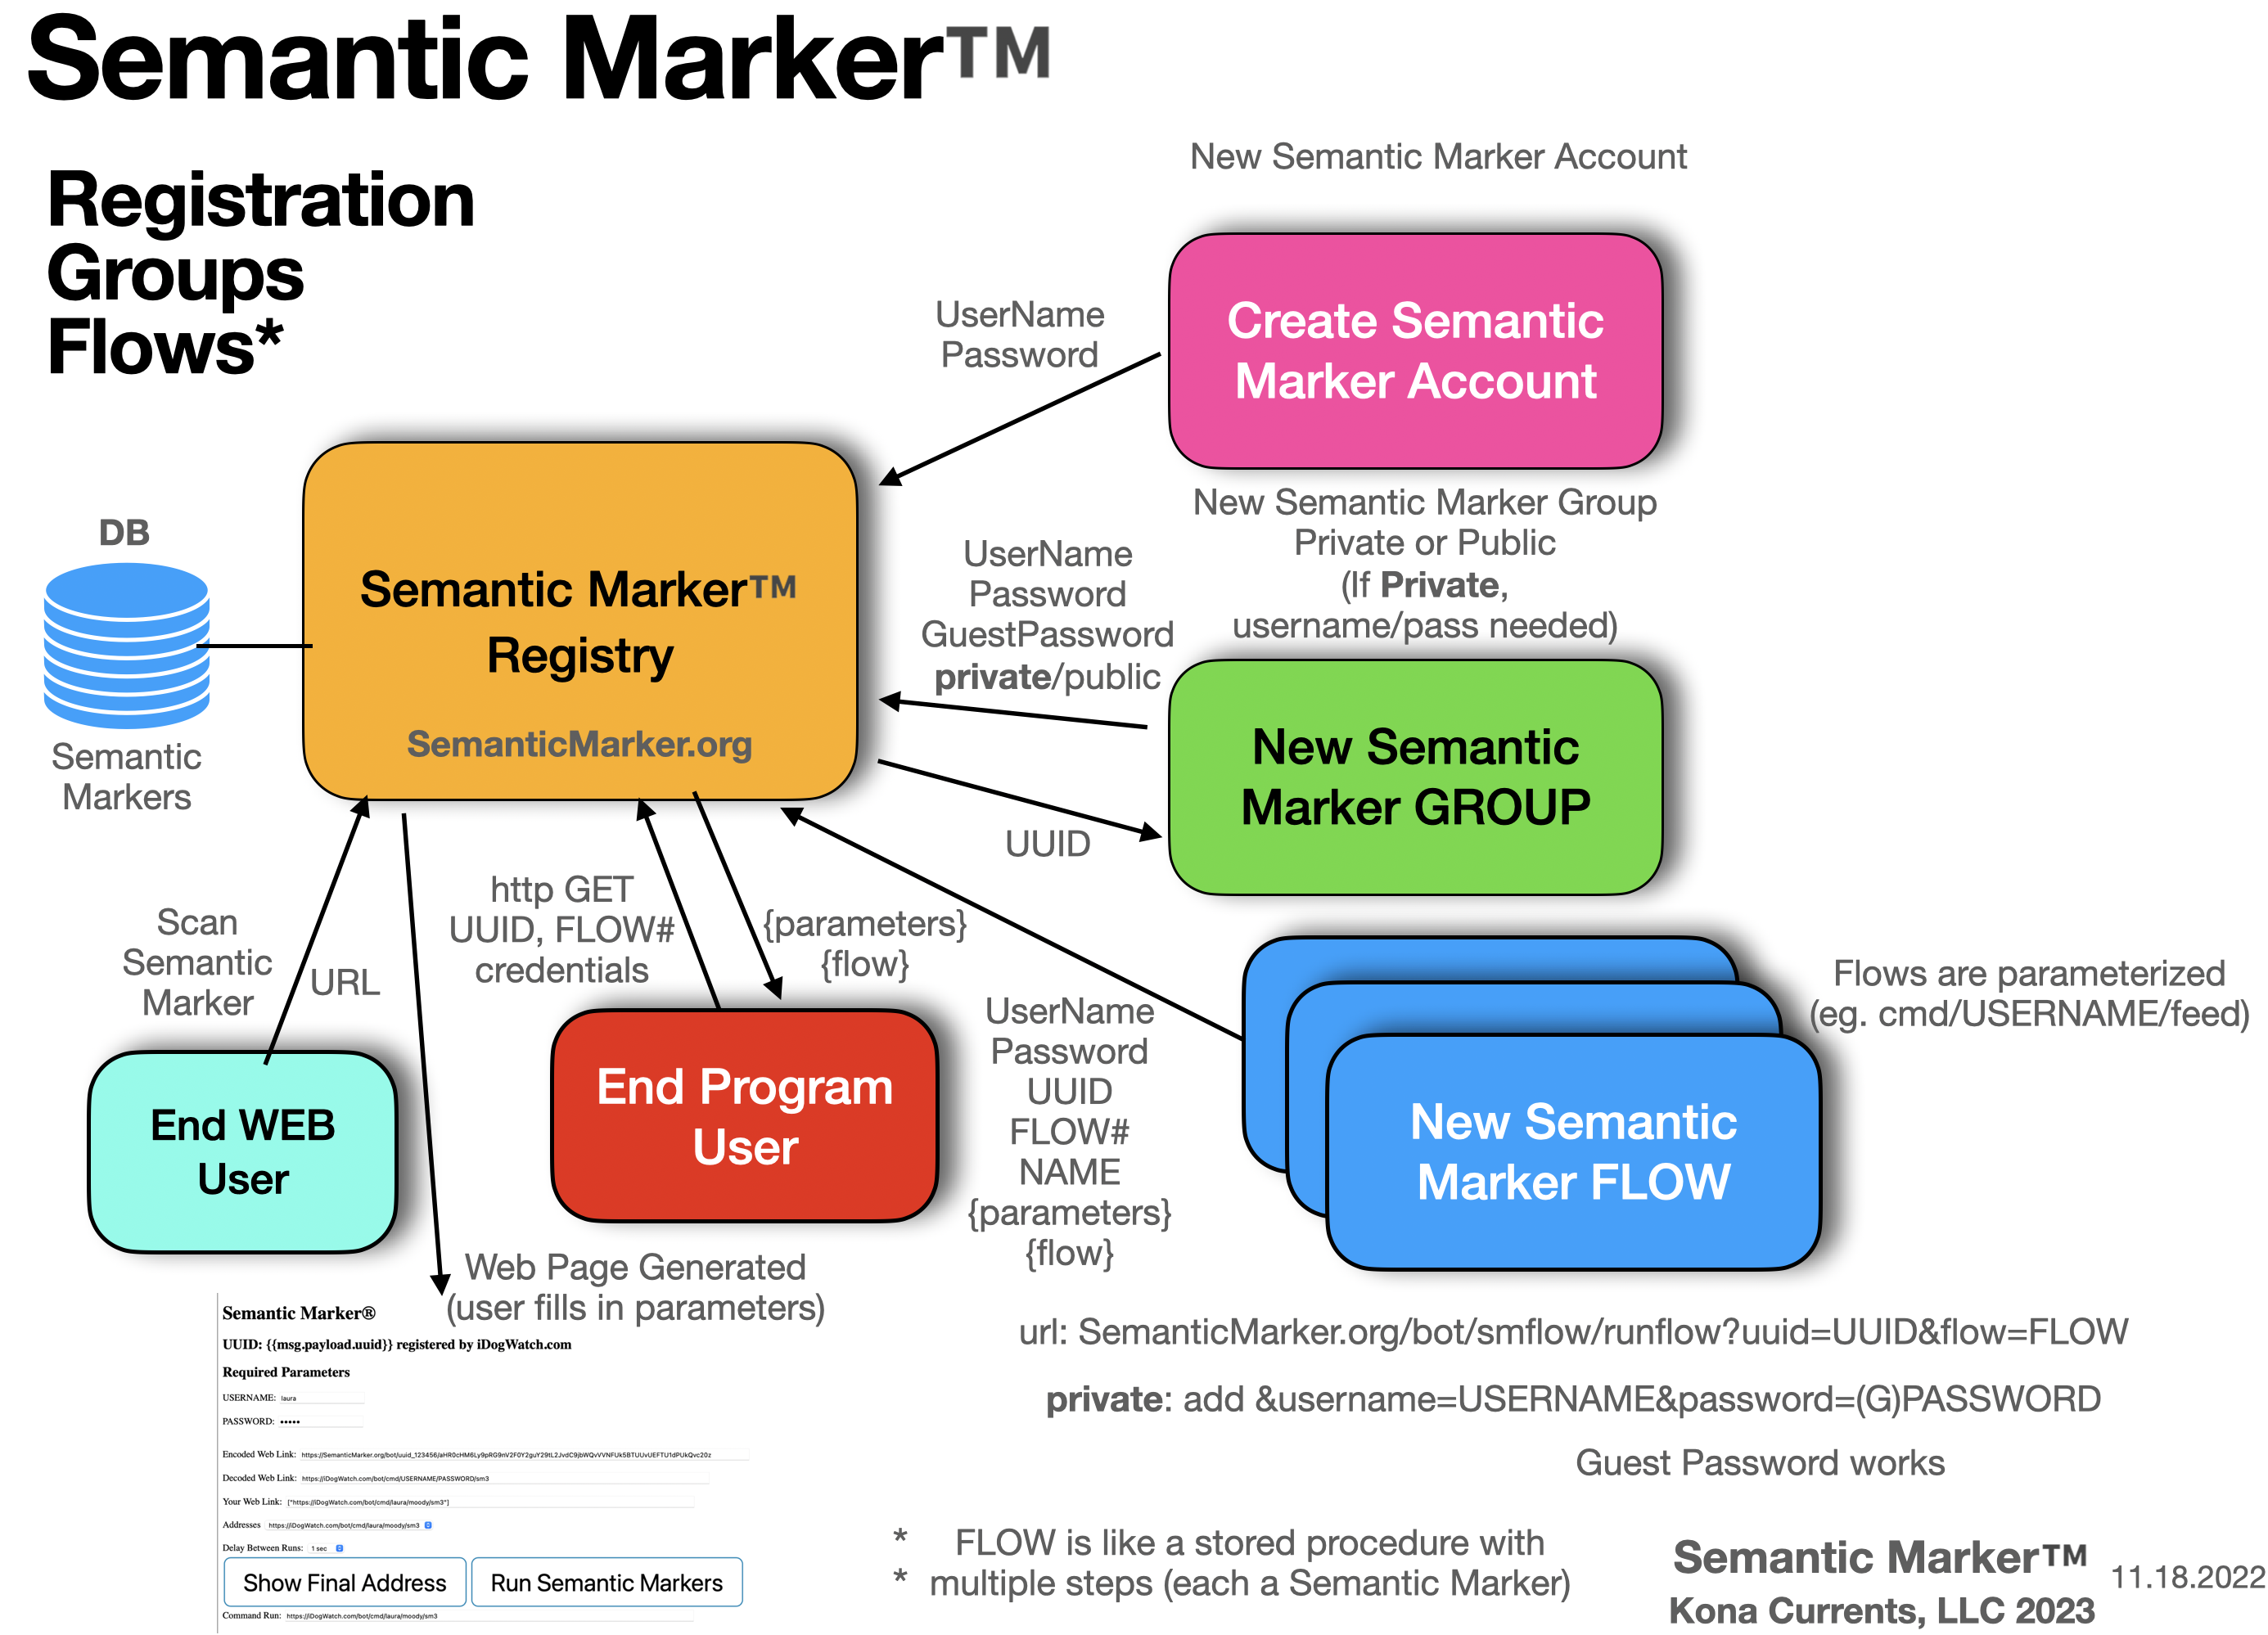 Semantic Marker™
Registration
Groups
Flows*
New Semantic Marker Account
UserName
Password
Create Semantic
Marker Account
DB
Semantic
Markers
Semantic Marker™
Registry
SemanticMarker.org
New Semantic Marker Group
Private or Public
(If Private,
username/pass needed)
UserName
Password
GuestPassword
private/public
New Semantic
Marker GROUP
UUID
Scan
Semantic
Marker
URL
http GET
UUID, FLOW#
credentials
{parameters}
{flow}
End WEB
User
End Program
User
UserName
Password
UUID
FLOW#
NAME
{parameters}
{flow}
Flows are parameterized
(eg. cmd/USERNAME/feed)
New Semantic
Marker FLOW
Web Page Generated
(user fills in parameters)
Semantic Marker®
UUID: {{msg.payload.uuid}} registered by iDogWatch.com
Required Parameters
USERNAME: laura
PASSWORD: •••••
Encoded Web Link:
Decoded Web Link: https://iDogWatch.com/bot/cmd/USERNAME/PASSWORD/sm3
Your Web Link: ["https://iDogWatch.com/bot/cmd/laura/moody/sm3"]
Addresses https://iDogWatch.com/bot/cmd/laura/moody/sm3
Delay Between Runs: 1 sec
Show Final Address Run Semantic Markers
Command Run: https://iDogWatch.com/bot/cmd/laura/moody/sm3
url: SemanticMarker.org/bot/smflow/runflow?uuid=UUID&flow=FLOW
private: add &username=USERNAME&password=(G)PASSWORD
Guest Password works
* FLOW is like a stored procedure with
* multiple steps (each a Semantic Marker)
Semantic Marker™
Kona Currents, LLC 2023
11.18.2022